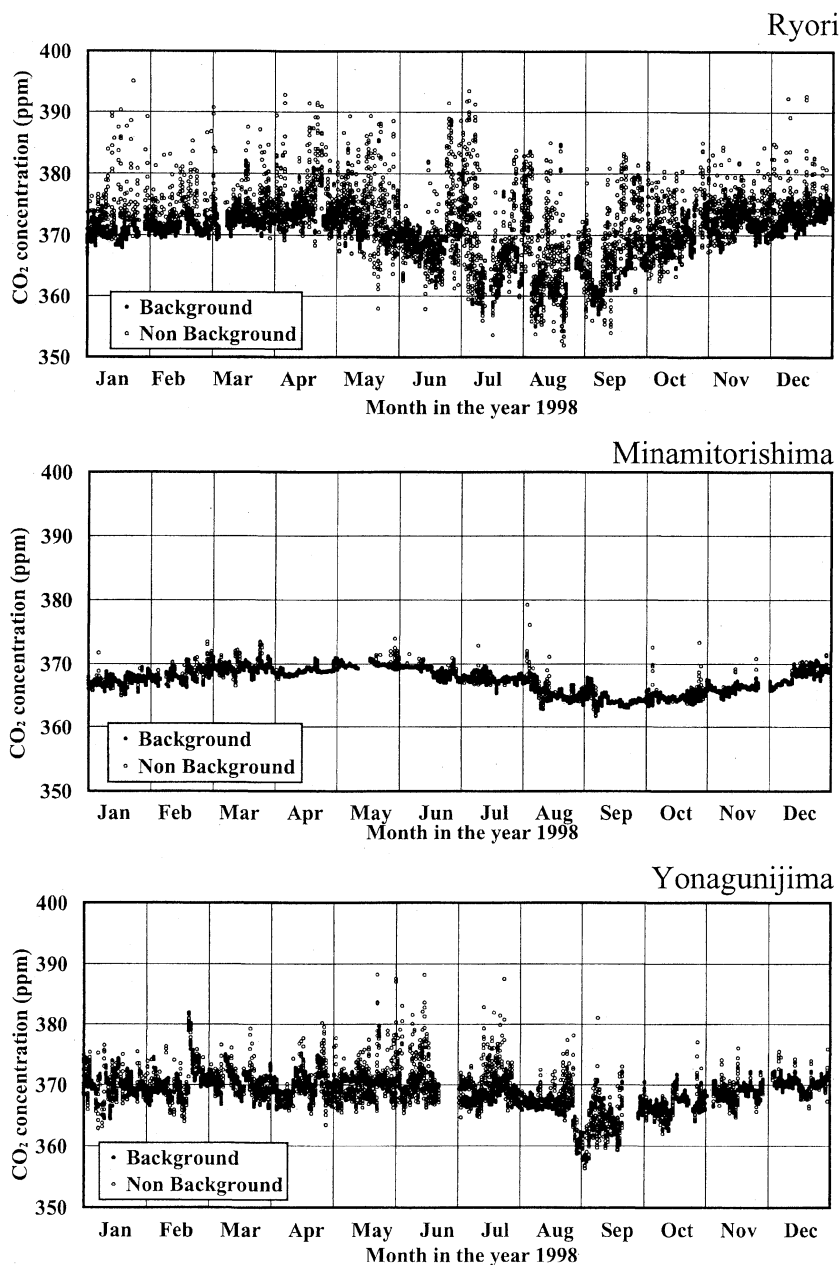 Ryori
400
390
380
370
360
350
CO₂ concentration (ppm)
• Background
◦ Non Background
Jan Feb Mar Apr May Jun Jul Aug Sep Oct Nov Dec
Month in the year 1998
Minamitorishima
400
390
380
370
360
350
CO₂ concentration (ppm)
• Background
◦ Non Background
Jan Feb Mar Apr May Jun Jul Aug Sep Oct Nov Dec
Month in the year 1998
Yonagunijima
400
390
380
370
360
350
CO₂ concentration (ppm)
• Background
◦ Non Background
Jan Feb Mar Apr May Jun Jul Aug Sep Oct Nov Dec
Month in the year 1998